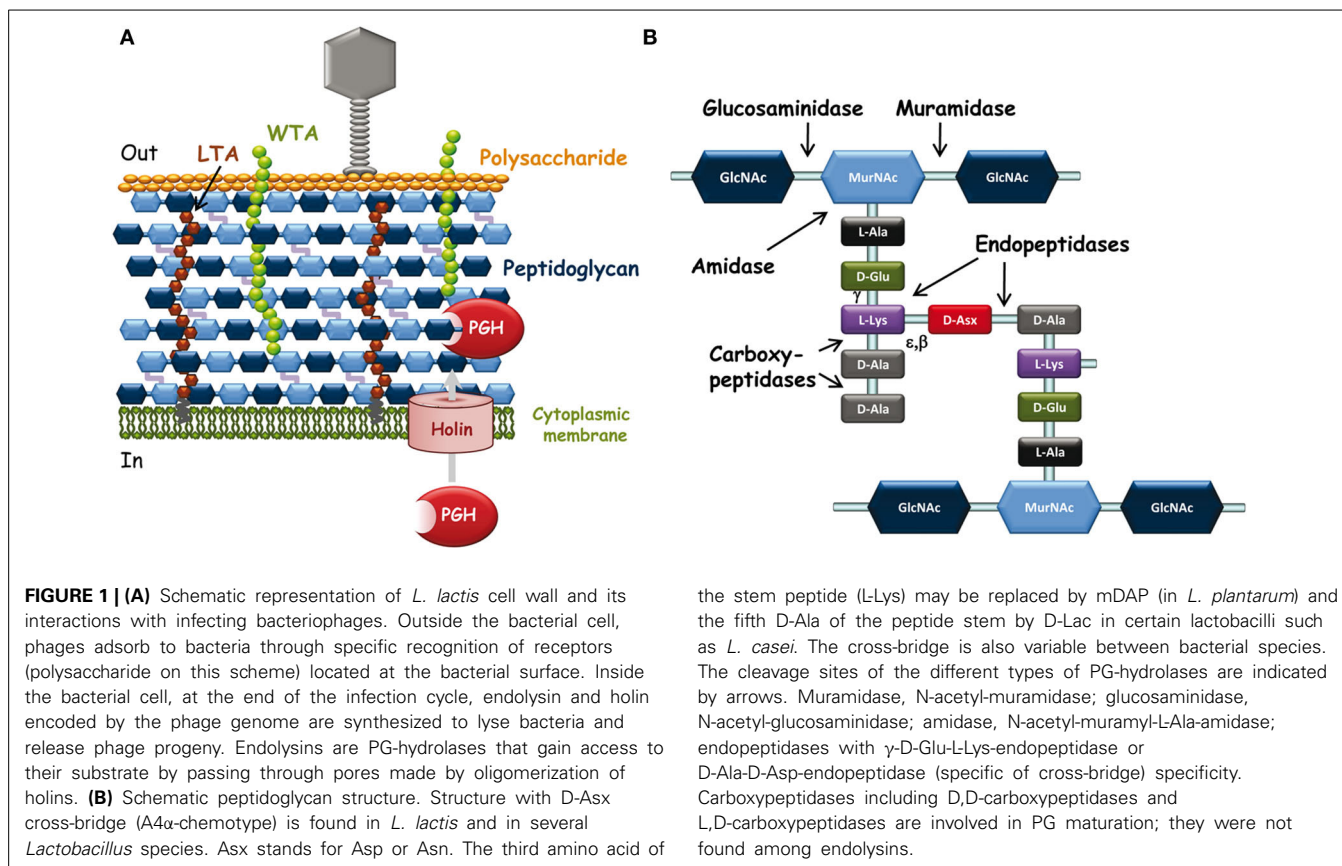 A
Out
LTA
WTA
Polysaccharide
Peptidoglycan
PGH
Holin
Cytoplasmic
membrane
In
PGH
B
Glucosaminidase
Muramidase
GlcNAc
MurNAc
GlcNAc
Amidase
L-Ala
Endopeptidases
D-Glu
γ
L-Lys
D-Asx
D-Ala
ε,β
Carboxy-
peptidases
D-Ala
L-Lys
D-Ala
D-Glu
L-Ala
GlcNAc
MurNAc
GlcNAc
FIGURE 1 | (A) Schematic representation of L. lactis cell wall and its
interactions with infecting bacteriophages. Outside the bacterial cell,
phages adsorb to bacteria through specific recognition of receptors
(polysaccharide on this scheme) located at the bacterial surface. Inside
the bacterial cell, at the end of the infection cycle, endolysin and holin
encoded by the phage genome are synthesized to lyse bacteria and
release phage progeny. Endolysins are PG-hydrolases that gain access to
their substrate by passing through pores made by oligomerization of
holins. (B) Schematic peptidoglycan structure. Structure with D-Asx
cross-bridge (A4α-chemotype) is found in L. lactis and in several
Lactobacillus species. Asx stands for Asp or Asn. The third amino acid of
the stem peptide (L-Lys) may be replaced by mDAP (in L. plantarum) and
the fifth D-Ala of the peptide stem by D-Lac in certain lactobacilli such
as L. casei. The cross-bridge is also variable between bacterial species.
The cleavage sites of the different types of PG-hydrolases are indicated
by arrows. Muramidase, N-acetyl-muramidase; glucosaminidase,
N-acetyl-glucosaminidase; amidase, N-acetyl-muramyl-L-Ala-amidase;
endopeptidases with γ-D-Glu-L-Lys-endopeptidase or
D-Ala-D-Asp-endopeptidase (specific of cross-bridge) specificity.
Carboxypeptidases including D,D-carboxypeptidases and
L,D-carboxypeptidases are involved in PG maturation; they were not
found among endolysins.